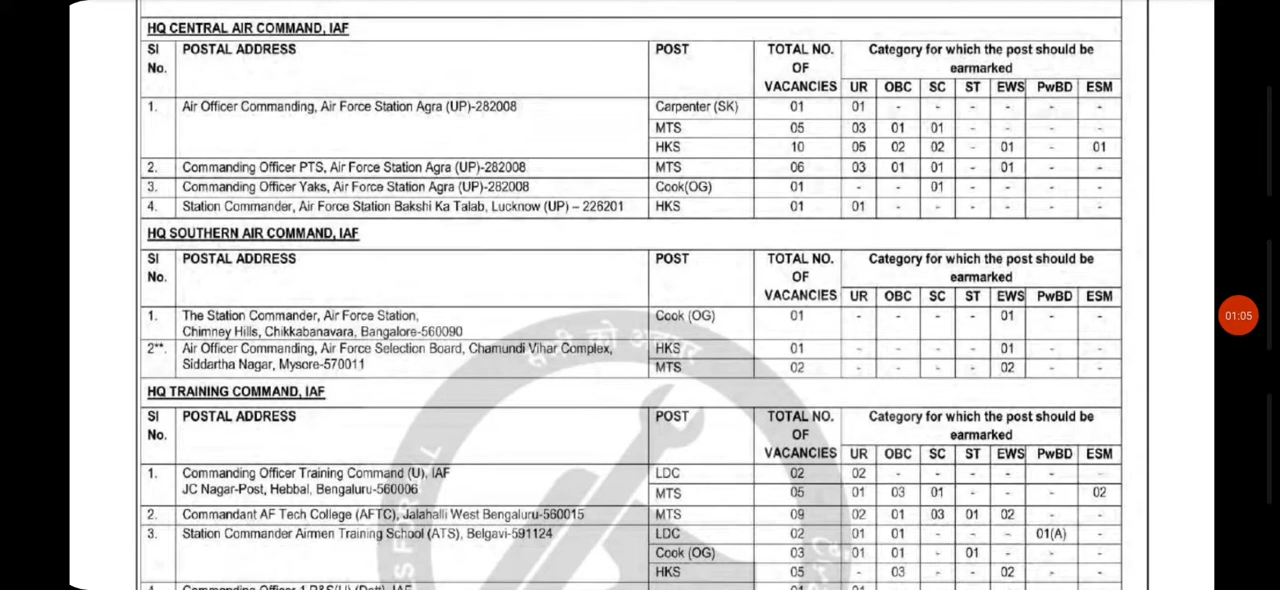 HQ CENTRAL AIR COMMAND, IAF
SI No. POSTAL ADDRESS POST TOTAL NO. OF VACANCIES Category for which the post should be earmarked
UR OBC SC ST EWS PwBD ESM
1. Air Officer Commanding, Air Force Station Agra (UP)-282008 Carpenter (SK) 01 01 - - - - - -
MTS 05 03 01 01 - - - -
HKS 10 05 02 02 - 01 - 01
2. Commanding Officer PTS, Air Force Station Agra (UP)-282008 MTS 06 03 01 01 - 01 - -
3. Commanding Officer Yaks, Air Force Station Agra (UP)-282008 Cook(OG) 01 - - 01 - - - -
4. Station Commander, Air Force Station Bakshi Ka Talab, Lucknow (UP) – 226201 HKS 01 01 - - - - - -
HQ SOUTHERN AIR COMMAND, IAF
SI No. POSTAL ADDRESS POST TOTAL NO. OF VACANCIES Category for which the post should be earmarked
UR OBC SC ST EWS PwBD ESM
1. The Station Commander, Air Force Station, Cook (OG) 01 - - - - 01 - -
Chimney Hills, Chikkabanavara, Bangalore-560090
2**. Air Officer Commanding, Air Force Selection Board, Chamundi Vihar Complex, HKS 01 - - - - 01 - -
Siddartha Nagar, Mysore-570011 MTS 02 - - - - 02 - -
HQ TRAINING COMMAND, IAF
SI No. POSTAL ADDRESS POST TOTAL NO. OF VACANCIES Category for which the post should be earmarked
UR OBC SC ST EWS PwBD ESM
1. Commanding Officer Training Command (U), IAF LDC 02 02 - - - - - -
JC Nagar-Post, Hebbal, Bengaluru-560006 MTS 05 01 03 01 - - - 02
2. Commandant AF Tech College (AFTC), Jalahalli West Bengaluru-560015 MTS 09 02 01 03 01 02 - -
3. Station Commander Airmen Training School (ATS), Belgavi-591124 LDC 02 01 01 - - - 01(A) -
Cook (OG) 03 01 01 - 01 - - -
HKS 05 - 03 - - 02 - -
01:05